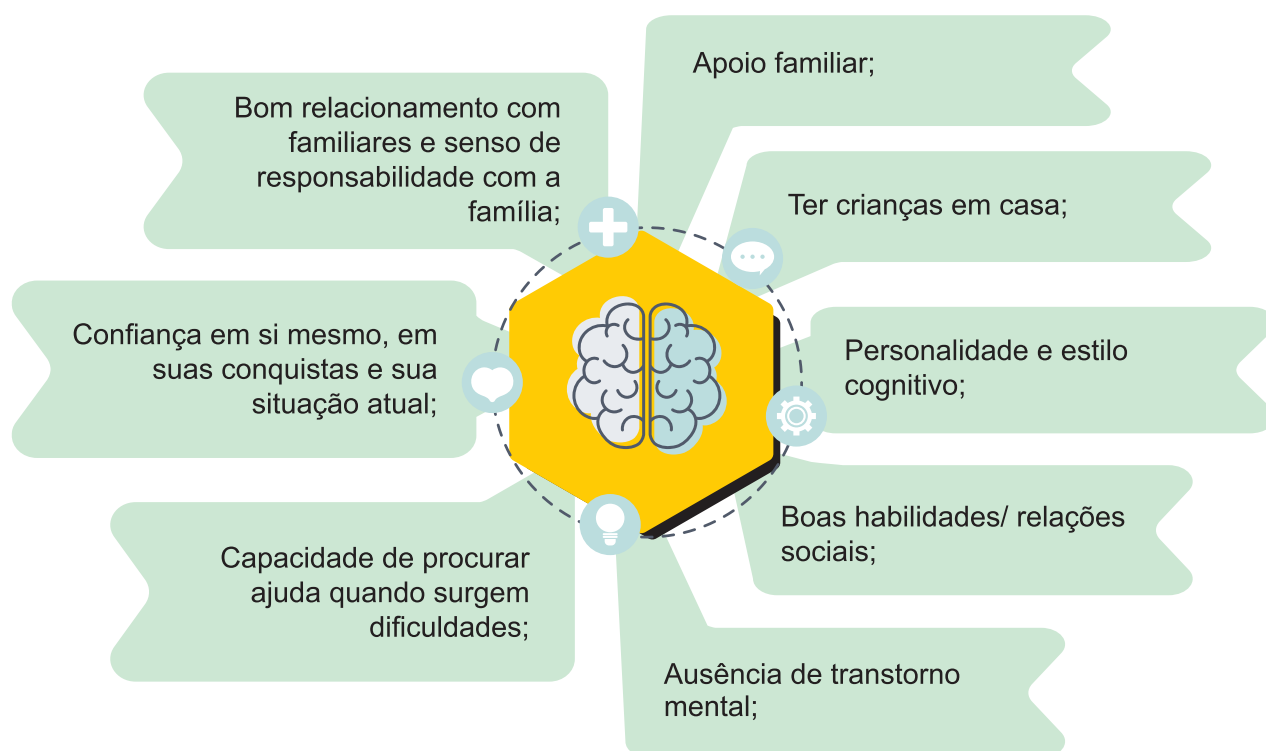 Apoio familiar;
Bom relacionamento com
familiares e senso de
responsabilidade com a
família;
Ter crianças em casa;
Confiança em si mesmo, em
suas conquistas e sua
situação atual;
Personalidade e estilo
cognitivo;
Boas habilidades/ relações
sociais;
Capacidade de procurar
ajuda quando surgem
dificuldades;
Ausência de transtorno
mental;